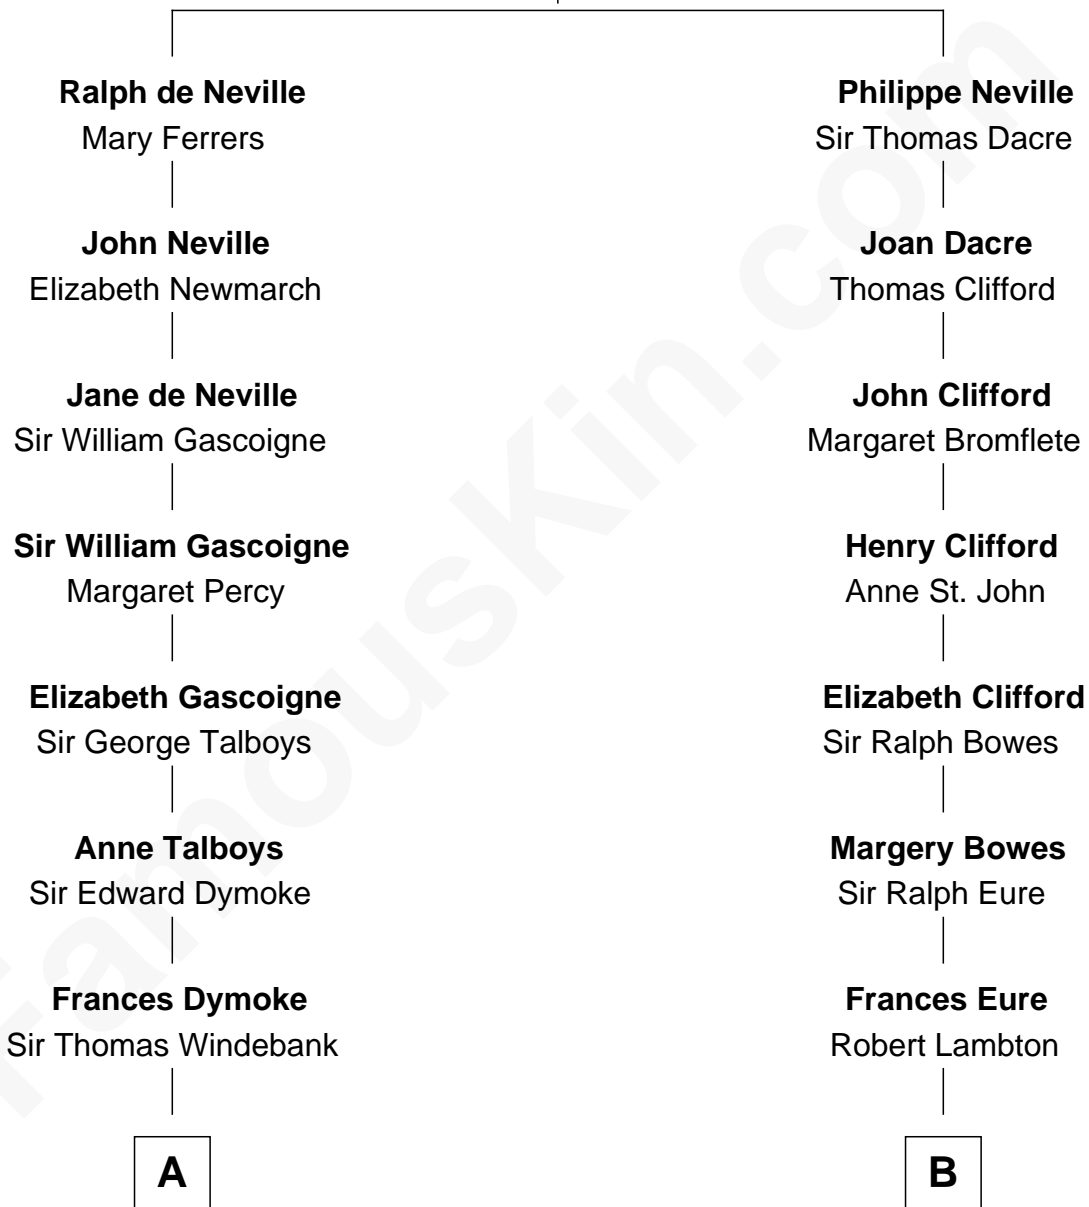 Ralph de Neville
Mary Ferrers
John Neville
Elizabeth Newmarch
Jane de Neville
Sir William Gascoigne
Sir William Gascoigne
Margaret Percy
Elizabeth Gascoigne
Sir George Talboys
Anne Talboys
Sir Edward Dymoke
Frances Dymoke
Sir Thomas Windebank
A
Philippe Neville
Sir Thomas Dacre
Joan Dacre
Thomas Clifford
John Clifford
Margaret Bromflete
Henry Clifford
Anne St. John
Elizabeth Clifford
Sir Ralph Bowes
Margery Bowes
Sir Ralph Eure
Frances Eure
Robert Lambton
B
FamousKin.com